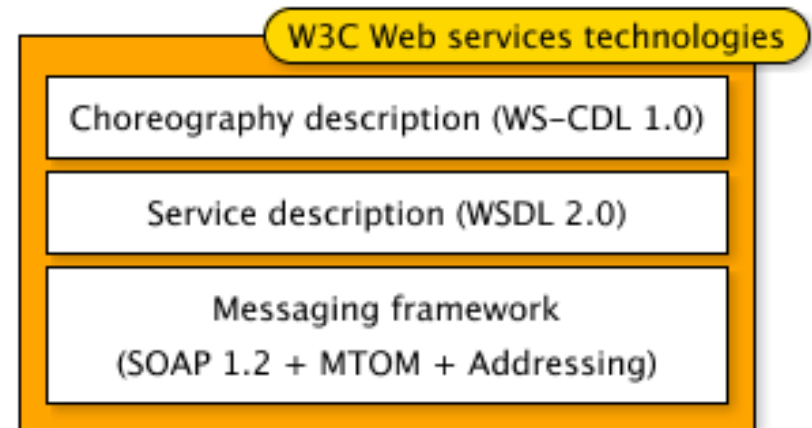 W3C Web services technologies
Choreography description (WS-CDL 1.0)
Service description (WSDL 2.0)
Messaging framework
(SOAP 1.2 + MTOM + Addressing)